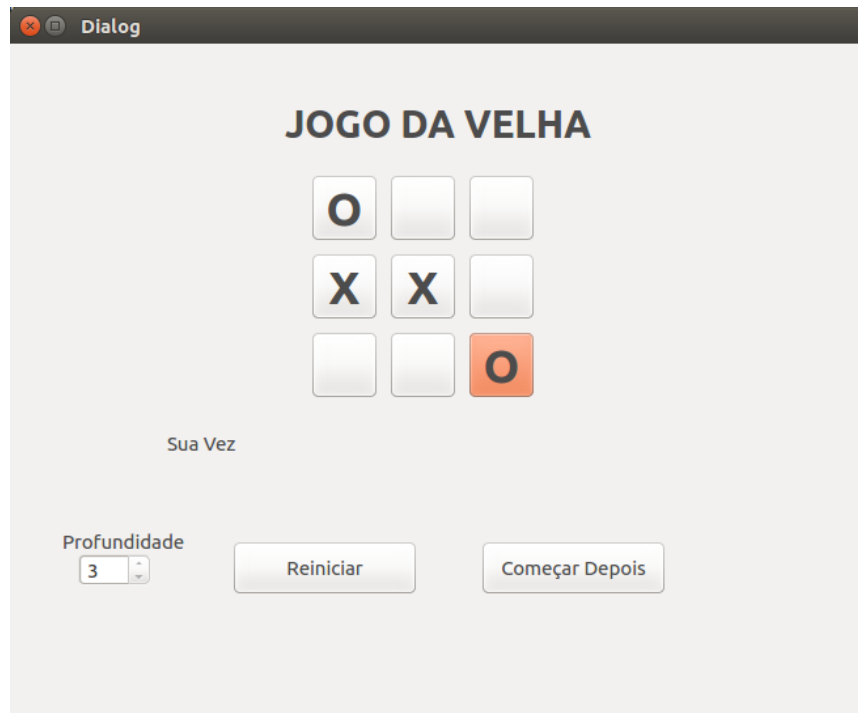 Dialog
JOGO DA VELHA
O
X X
O
Sua Vez
Profundidade
3
Reiniciar
Começar Depois